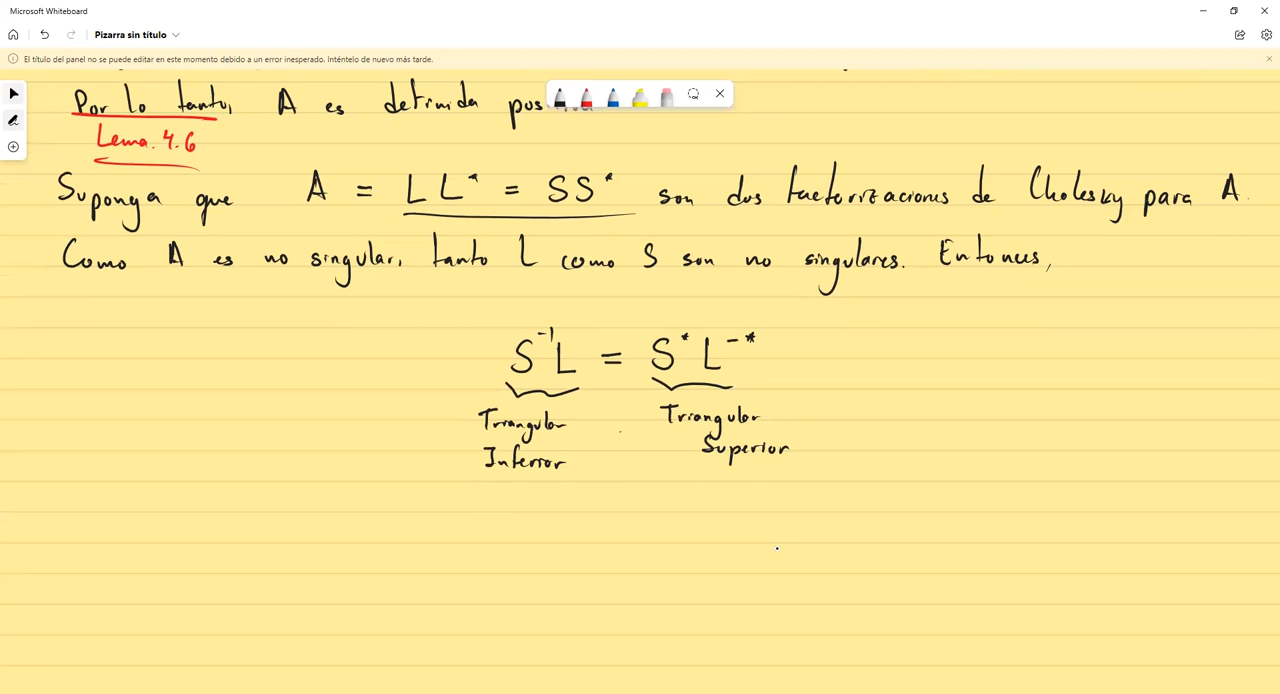 Microsoft Whiteboard
Pizarra sin título
El título del panel no se puede editar en este momento debido a un error inesperado. Inténtelo de nuevo más tarde.
Por lo tanto, A es definida pos
Lema. 4.6
Suponga que A = L L* = S S* son dos factorizaciones de Cholesky para A.
Como A es no singular, tanto L como S son no singulares. Entonces,
S⁻¹L = S*L⁻*
Triangular Triangular
Inferior Superior